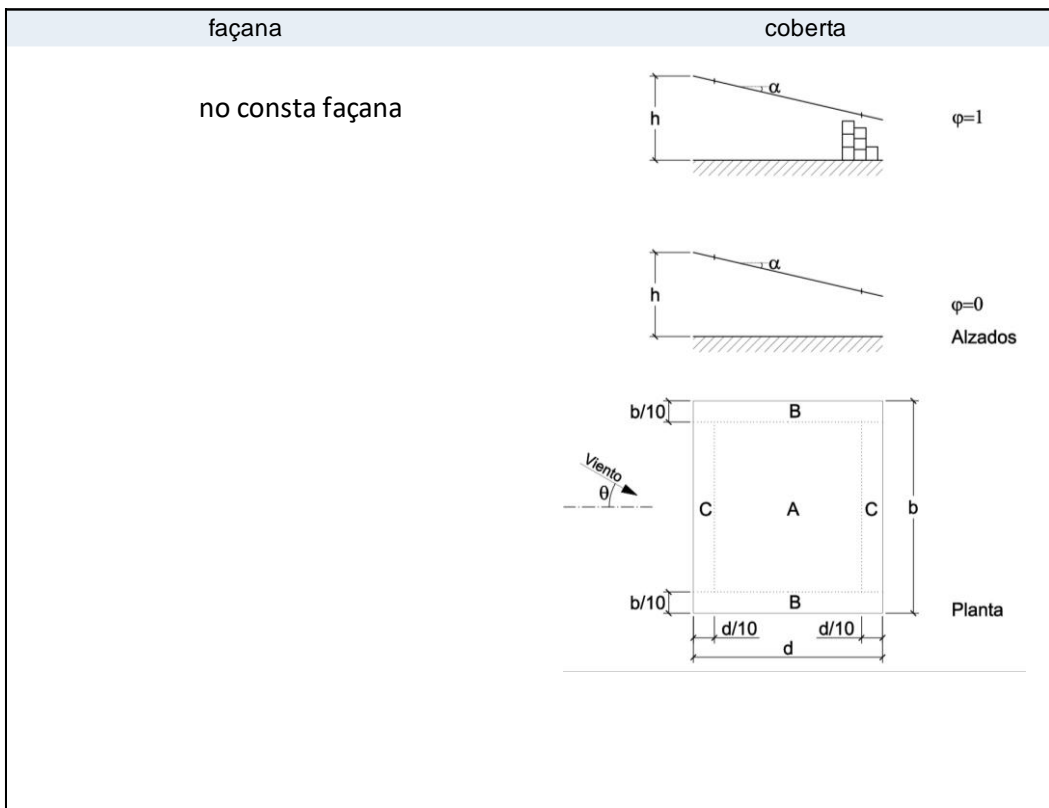 façana coberta
no consta façana
α
h
φ=1
α
h
φ=0
Alzados
b/10
B
Viento
θ
C A C b
b/10
B
Planta
d/10 d/10
d